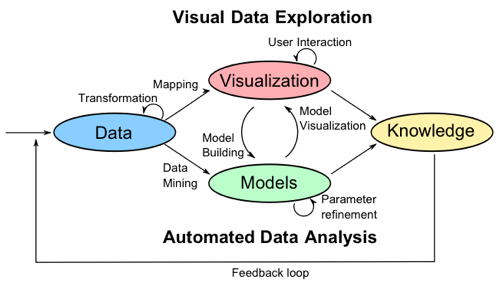 Visual Data Exploration
User Interaction
Visualization
Mapping
Transformation
Data
Model
Building
Model
Visualization
Knowledge
Data
Mining
Models
Parameter
refinement
Automated Data Analysis
Feedback loop